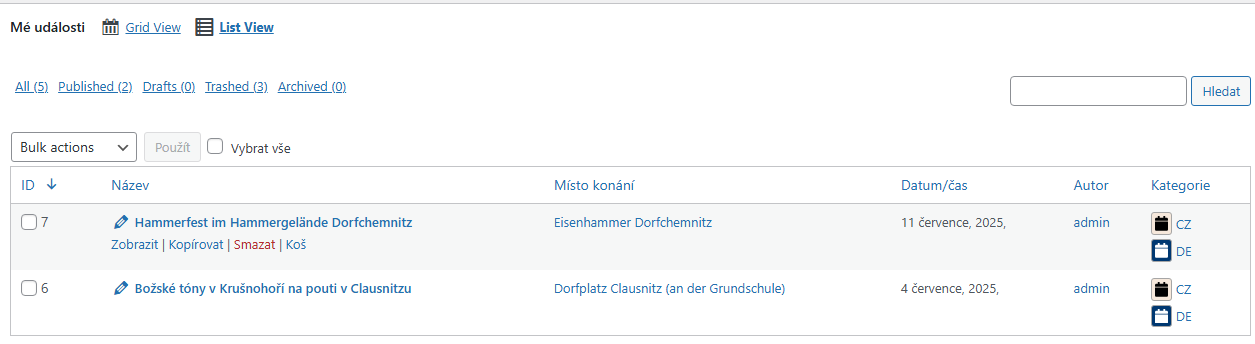 Mé události Grid View List View
All (5) Published (2) Drafts (0) Trashed (3) Archived (0)
Hledat
Bulk actions Použít Vybrat vše
ID Název Místo konání Datum/čas Autor Kategorie
7 Hammerfest im Hammergelände Dorfchemnitz Eisenhammer Dorfchemnitz 11 července, 2025, admin CZ
Zobrazit | Kopírovat | Smazat | Koš
DE
6 Božské tóny v Krušnohoří na pouti v Clausnitzu Dorfplatz Clausnitz (an der Grundschule) 4 července, 2025, admin CZ
DE